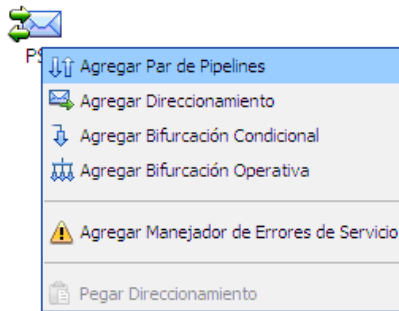 PS
Agregar Par de Pipelines
Agregar Direccionamiento
Agregar Bifurcación Condicional
Agregar Bifurcación Operativa
Agregar Manejador de Errores de Servicio
Pegar Direccionamiento